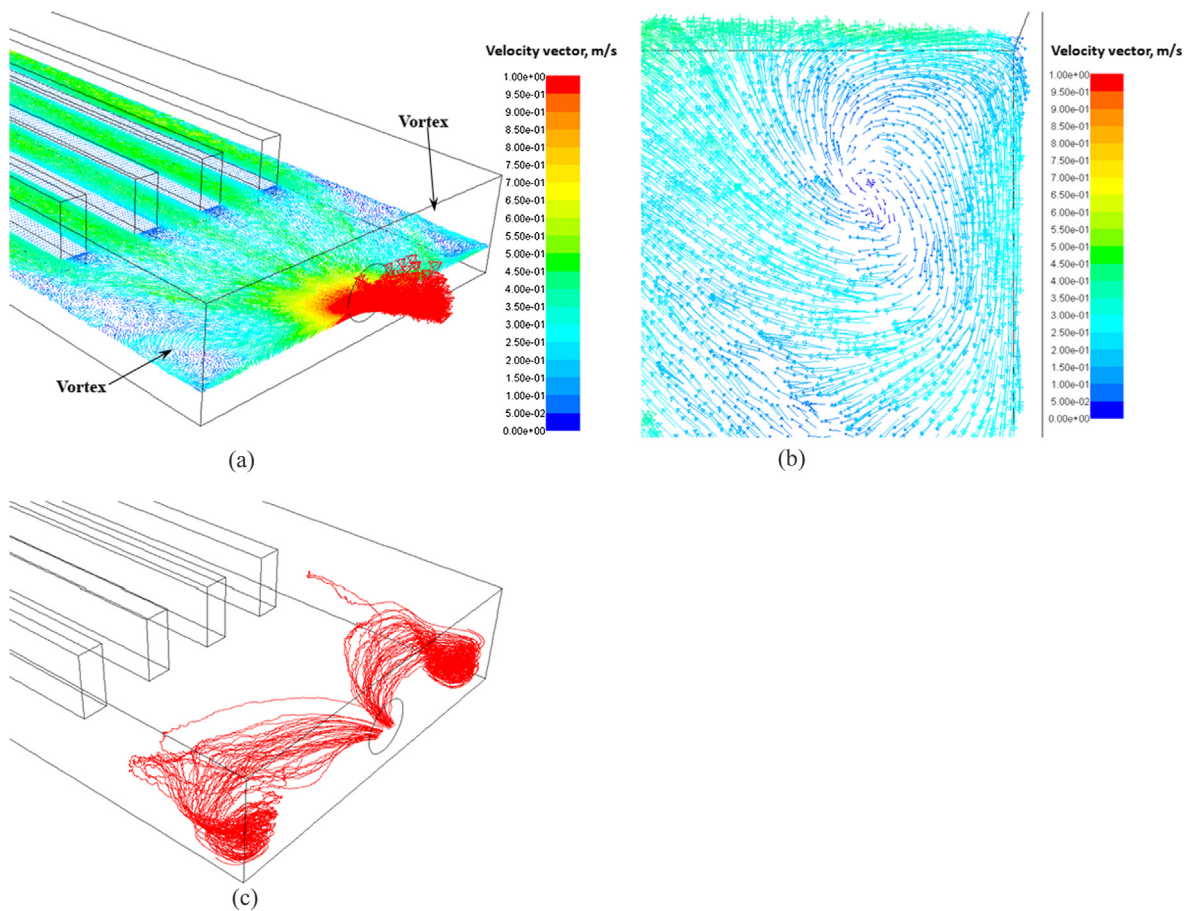 Velocity vector, m/s
1.00e+00
9.50e-01
9.00e-01
8.50e-01
8.00e-01
7.50e-01
7.00e-01
6.50e-01
6.00e-01
5.50e-01
5.00e-01
4.50e-01
4.00e-01
3.50e-01
3.00e-01
2.50e-01
2.00e-01
1.50e-01
1.00e-01
5.00e-02
0.00e+00
Vortex
Vortex
(a)
Velocity vector, m/s
1.00e+00
9.50e-01
9.00e-01
8.50e-01
8.00e-01
7.50e-01
7.00e-01
6.50e-01
6.00e-01
5.50e-01
5.00e-01
4.50e-01
4.00e-01
3.50e-01
3.00e-01
2.50e-01
2.00e-01
1.50e-01
1.00e-01
5.00e-02
0.00e+00
(b)
(c)